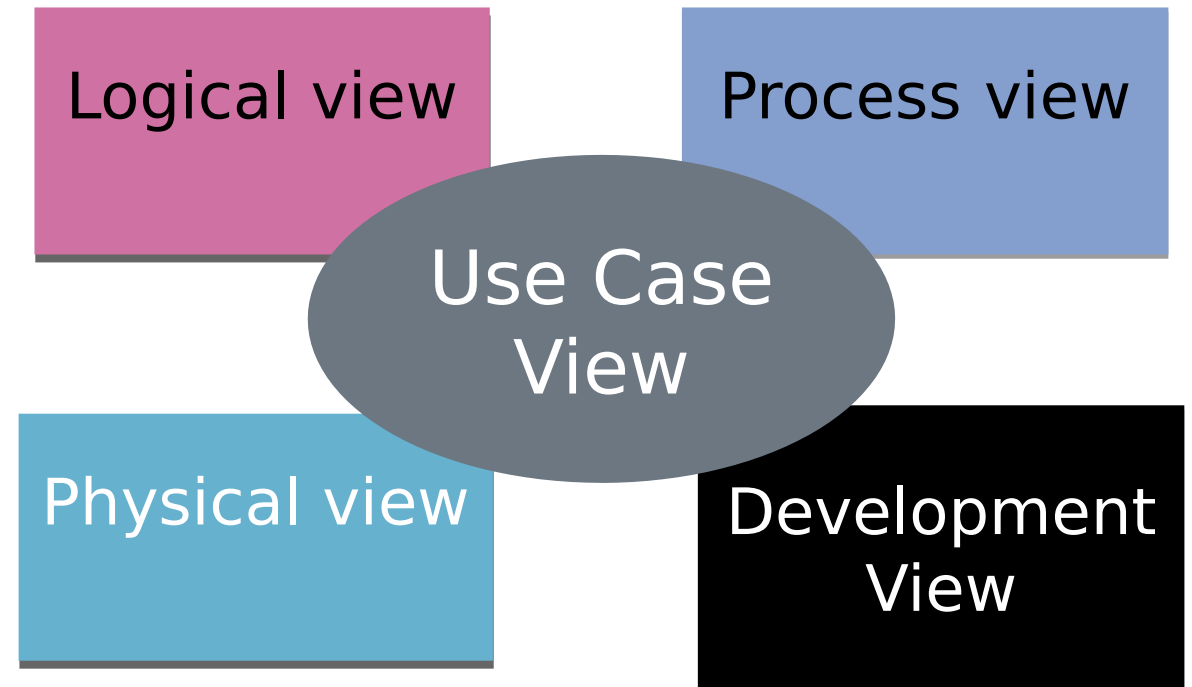 Logical view
Process view
Use Case
View
Physical view
Development
View